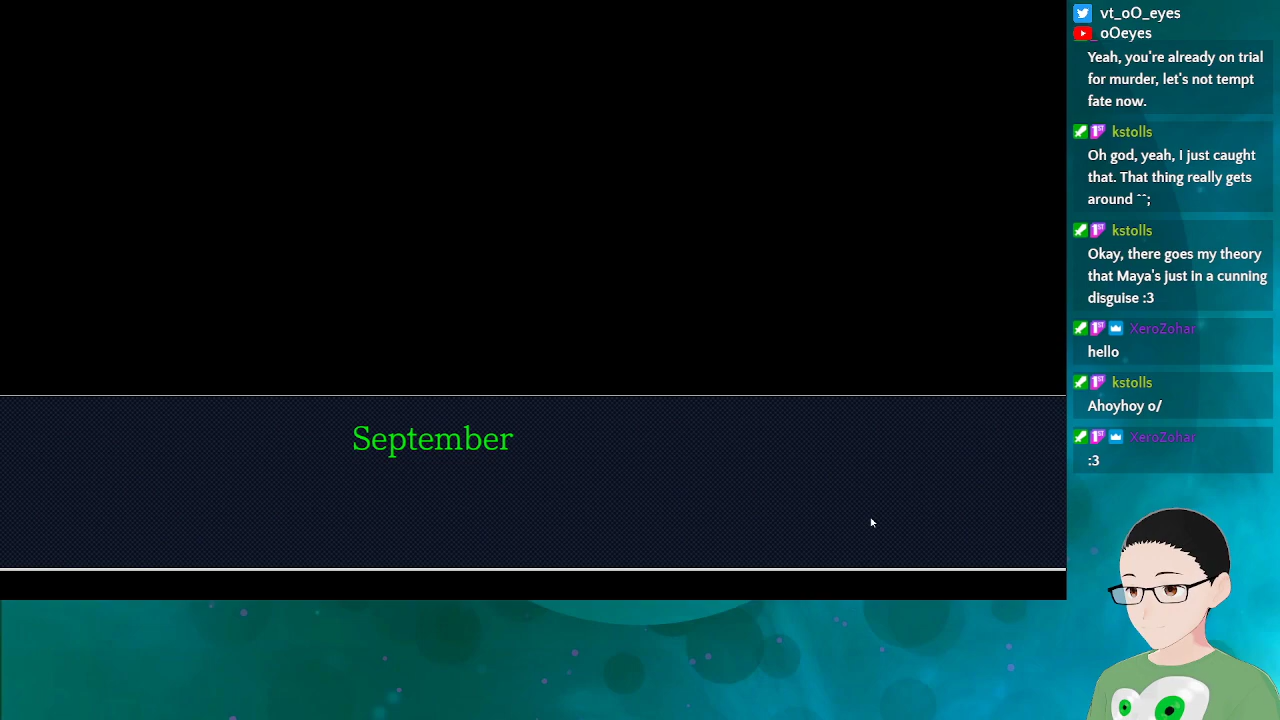 vt_oO_eyes
oOeyes
Yeah, you're already on trial
for murder, let's not tempt
fate now.
kstolls
Oh god, yeah, I just caught
that. That thing really gets
around ^^;
kstolls
Okay, there goes my theory
that Maya's just in a cunning
disguise :3
XeroZohar
hello
kstolls
Ahoyhoy o/
XeroZohar
:3
September